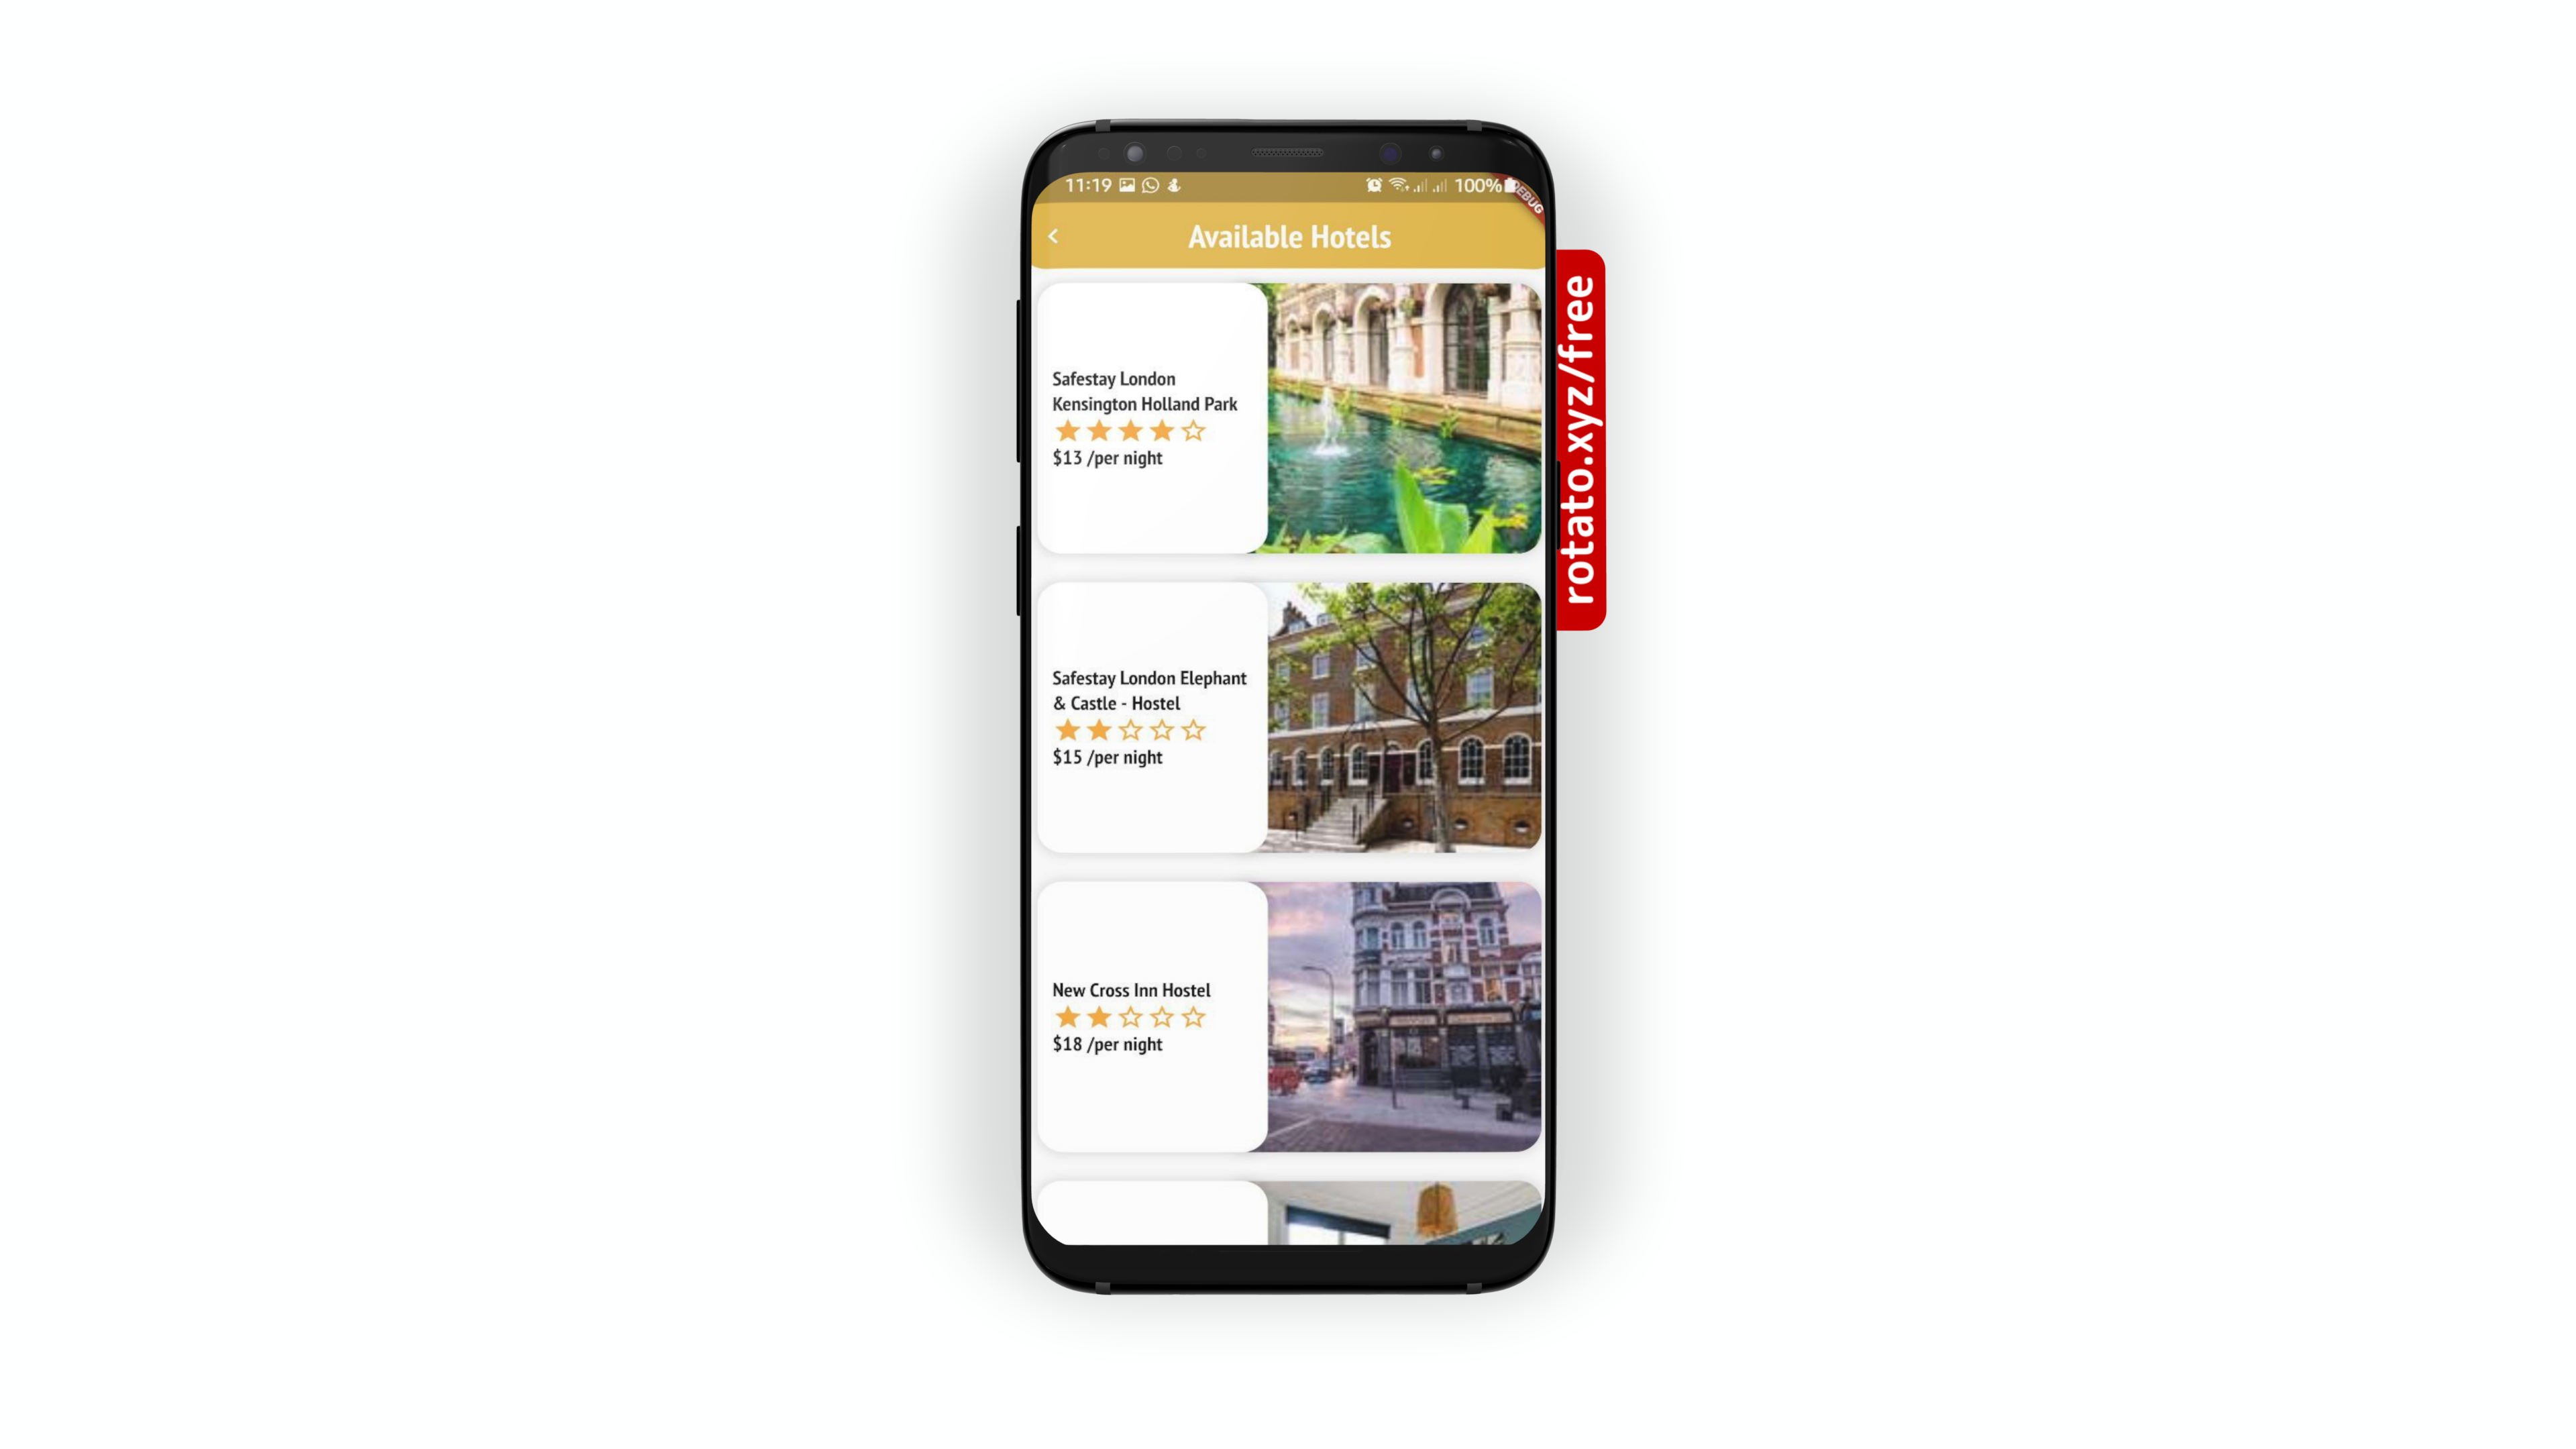 11:19
100%
DEBUG
Available Hotels
Safestay London
Kensington Holland Park
$13 /per night
Safestay London Elephant
& Castle - Hostel
$15 /per night
New Cross Inn Hostel
$18 /per night
rotato.xyz/free